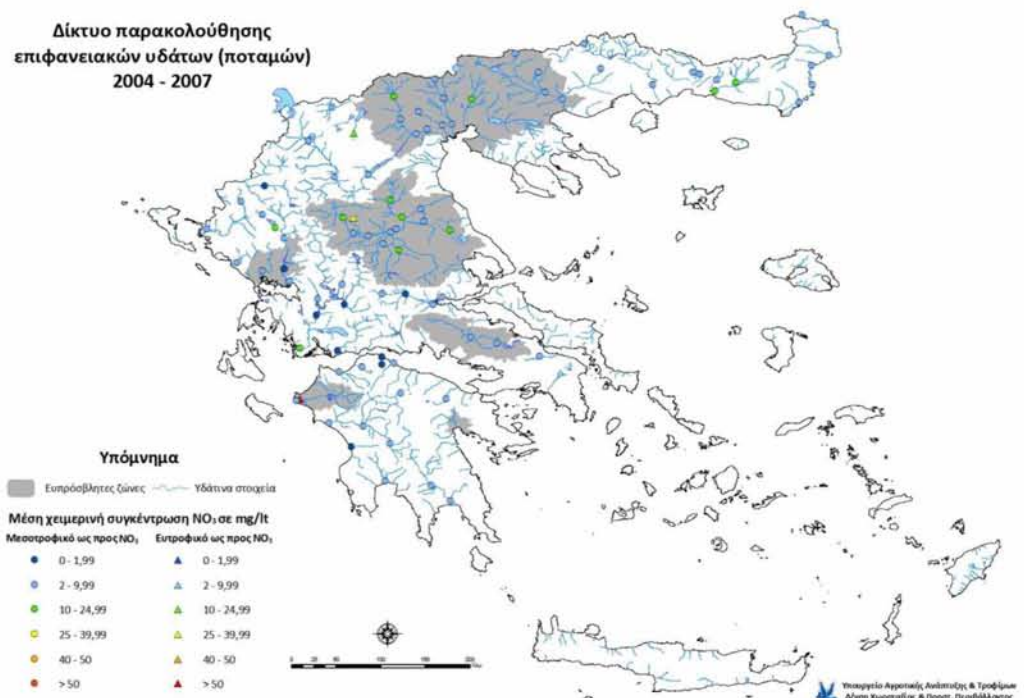 Δίκτυο παρακολούθησης
επιφανειακών υδάτων (ποταμών)
2004 - 2007
Υπόμνημα
Ευπρόσβλητες ζώνες
Υδάτινα στοιχεία
Μέση χειμερινή συγκέντρωση NO₃ σε mg/lt
Μεσοτροφικό ως προς NO₃ Ευτροφικό ως προς NO₃
0 - 1,99 0 - 1,99
2 - 9,99 2 - 9,99
10 - 24,99 10 - 24,99
25 - 39,99 25 - 39,99
40 - 50 40 - 50
> 50 > 50
Υπουργείο Αγροτικής Ανάπτυξης & Τροφίμων